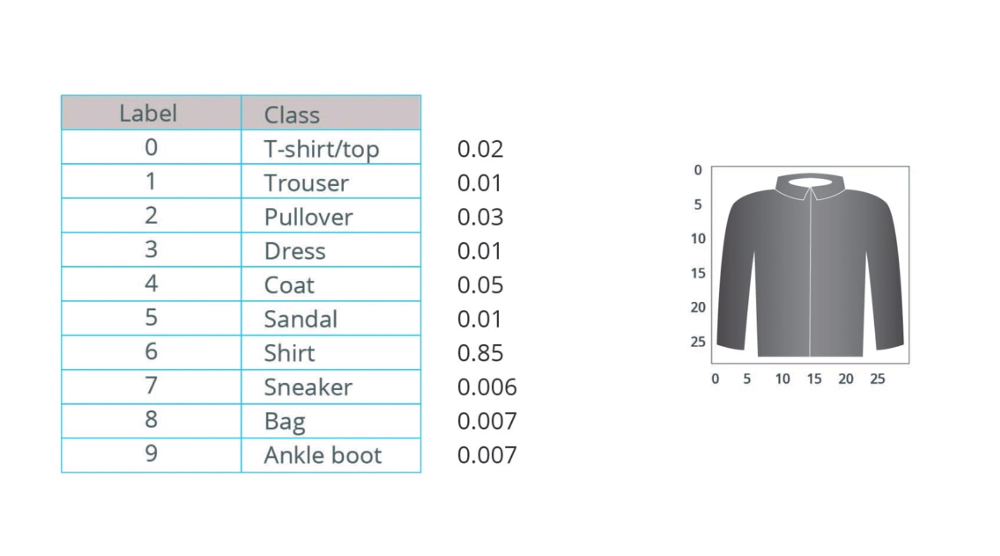 Label Class
0 T-shirt/top 0.02
1 Trouser 0.01
2 Pullover 0.03
3 Dress 0.01
4 Coat 0.05
5 Sandal 0.01
6 Shirt 0.85
7 Sneaker 0.006
8 Bag 0.007
9 Ankle boot 0.007
0
5
10
15
20
25
0 5 10 15 20 25